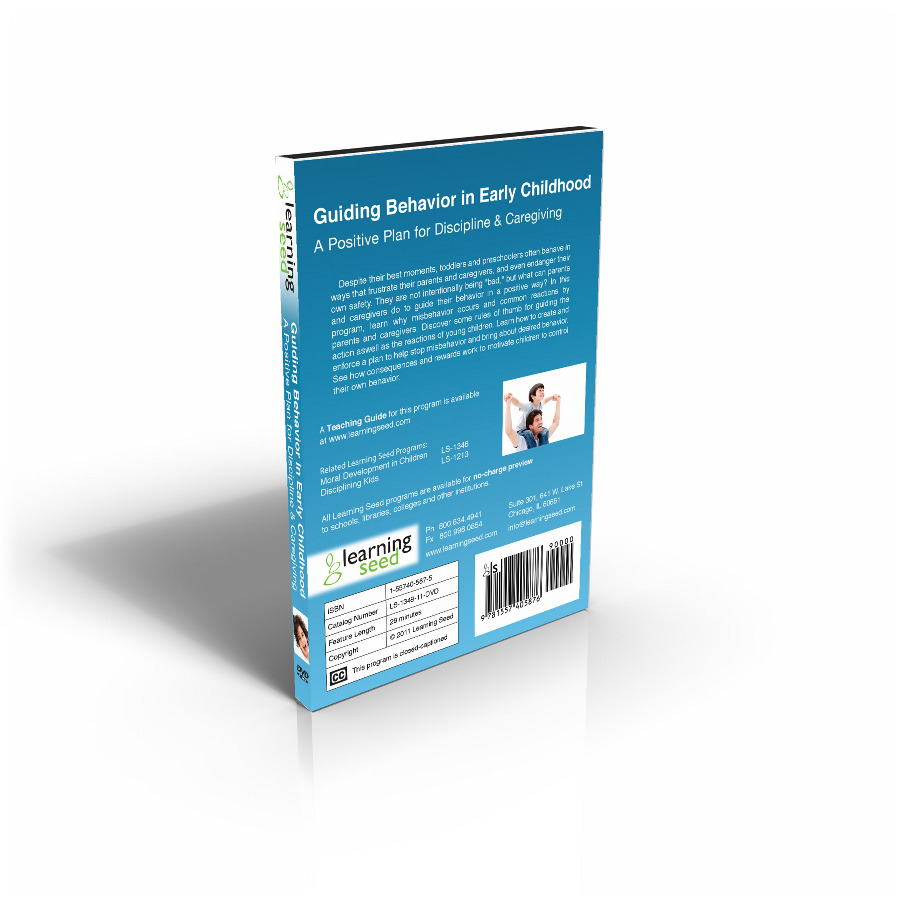 learning
seed
Guiding Behavior in Early Childhood
A Positive Plan for Discipline & Caregiving
DVD
Guiding Behavior in Early Childhood
A Positive Plan for Discipline & Caregiving
Despite their best moments, toddlers and preschoolers often behave in
ways that frustrate their parents and caregivers, and even endanger their
own safety. They are not intentionally being "bad," but what can parents
and caregivers do to guide their behavior in a positive way? In this
program, learn why misbehavior occurs and common reactions by
parents and caregivers. Discover some rules of thumb for guiding the
action aswell as the reactions of young children. Learn how to create and
enforce a plan to help stop misbehavior and bring about desired behavior.
See how consequences and rewards work to motivate children to control
their own behavior.
A Teaching Guide for this program is available
at www.learningseed.com
Related Learning Seed Programs:
Moral Development in Children LS-1346
Disciplining Kids LS-1213
All Learning Seed programs are available for no-charge preview
to schools, libraries, colleges and other institutions.
learning
seed
Ph 800.634.4941
Fx 800.998.0854
www.learningseed.com
Suite 301, 641 W. Lake St
Chicago, IL 60661
info@learningseed.com
ISBN 1-55740-587-5
Catalog Number LS-1349-11-DVD
Feature Length 29 minutes
Copyright © 2011 Learning Seed
CC This program is closed-captioned
ls
90000
9 781557 405876